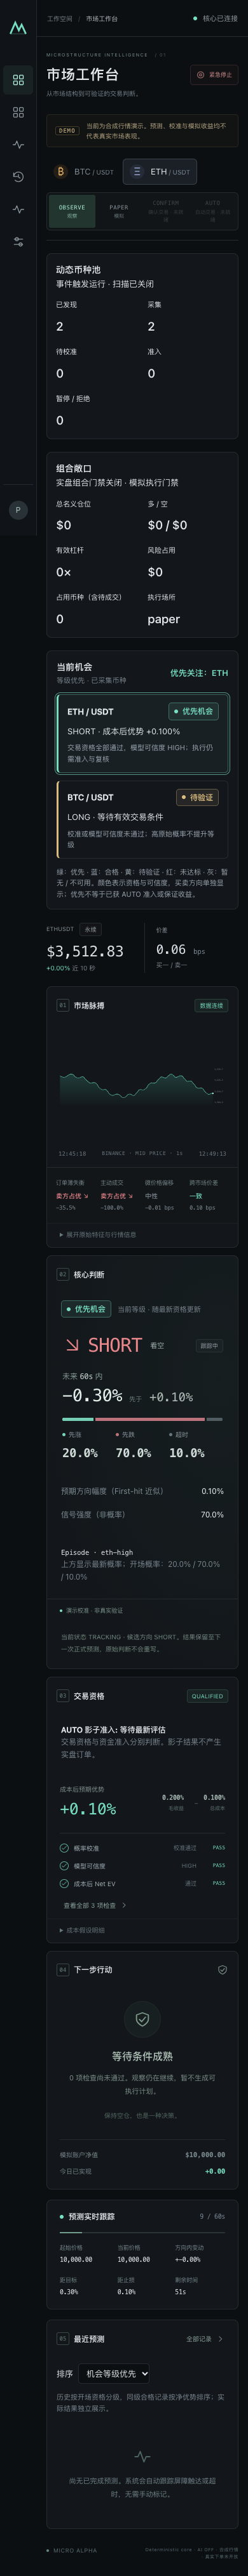 工作空间 / 市场工作台
核心已连接
MICROSTRUCTURE INTELLIGENCE / 01
市场工作台
紧急停止
从市场结构到可验证的交易判断。
DEMO
当前为合成行情演示。预测、校准与模拟收益均不代表真实市场表现。
BTC / USDT
ETH / USDT
OBSERVE
观察
PAPER
模拟
CONFIRM
AUTO
动态币种池
事件触发运行 · 扫描已关闭
已发现
采集
2
2
待校准
准入
0
0
暂停 / 拒绝
0
组合敞口
实盘组合门禁关闭 · 模拟执行门禁
总名义仓位
多 / 空
$0
$0 / $0
有效杠杆
风险占用
0×
$0
占用币种（含待成交）
执行场所
0
paper
当前机会
等级优先 · 已采集币种
优先关注：ETH
ETH / USDT
优先机会
SHORT · 成本后优势 +0.100%
交易资格全部通过，模型可信度 HIGH；执行仍需准入与复核
BTC / USDT
待验证
LONG · 等待有效交易条件
校准或模型可信度未通过；高原始概率不提升等级
绿：优先 · 蓝：合格 · 黄：待验证 · 红：未达标 · 灰：暂无 / 不可用。颜色表示资格与可信度，买卖方向单独显示；优先不等于已获 AUTO 准入或保证收益。
ETHUSDT 永续
价差
$3,512.83
0.06 bps
+0.00% 近 10 秒
买一 / 卖一
01 市场脉搏
数据连续
12:45:10
BINANCE · MID PRICE · 1s
12:49:13
订单簿失衡
主动成交
微价格偏移
跨市场价差
卖方占优 ↘
卖方占优 ↘
中性
一致
−35.5%
−100.0%
−0.01 bps
0.10 bps
▶ 展开原始特征与行情信息
02 核心判断
优先机会
当前等级 · 随最新资格更新
SHORT 看空
跟踪中
未来 60s 内
−0.30% 先于 +0.10%
先涨
先跌
超时
20.0%
70.0%
10.0%
预期方向幅度（First-hit 近似）
0.10%
信号强度（非概率）
70.0%
Episode · eth-high
上方显示最新概率；开场概率：20.0% / 70.0% / 10.0%
演示校准 · 非真实验证
当前状态 TRACKING · 候选方向 SHORT。结果保留至下一次正式预测，原始判断不会重写。
03 交易资格
QUALIFIED
AUTO 影子准入：等待最新评估
交易资格与资金准入分别判断。影子结果不产生实盘订单。
成本后预期优势
+0.10%
0.200%
−
0.100%
概率校准
校准通过
PASS
模型可信度
HIGH
PASS
成本后 Net EV
通过
PASS
查看全部 3 项检查
▶ 成本假设明细
04 下一步行动
等待条件成熟
0 项检查尚未通过。观察仍在继续，暂不生成可执行计划。
保持空仓，也是一种决策。
模拟账户净值
$10,000.00
今日已实现
+0.00
预测实时跟踪
9 / 60s
起始价格
当前价格
方向内变动
10,000.00
10,000.00
+−0.00%
距目标
距止损
剩余时间
0.30%
0.10%
51s
05 最近预测
全部记录
排序
机会等级优先
历史按开场资格分级，同级合格记录按净优势排序；实际结果独立展示。
尚无已完成预测。系统会自动跟踪屏障触达或超时，无需手动标记。
MICRO ALPHA
P